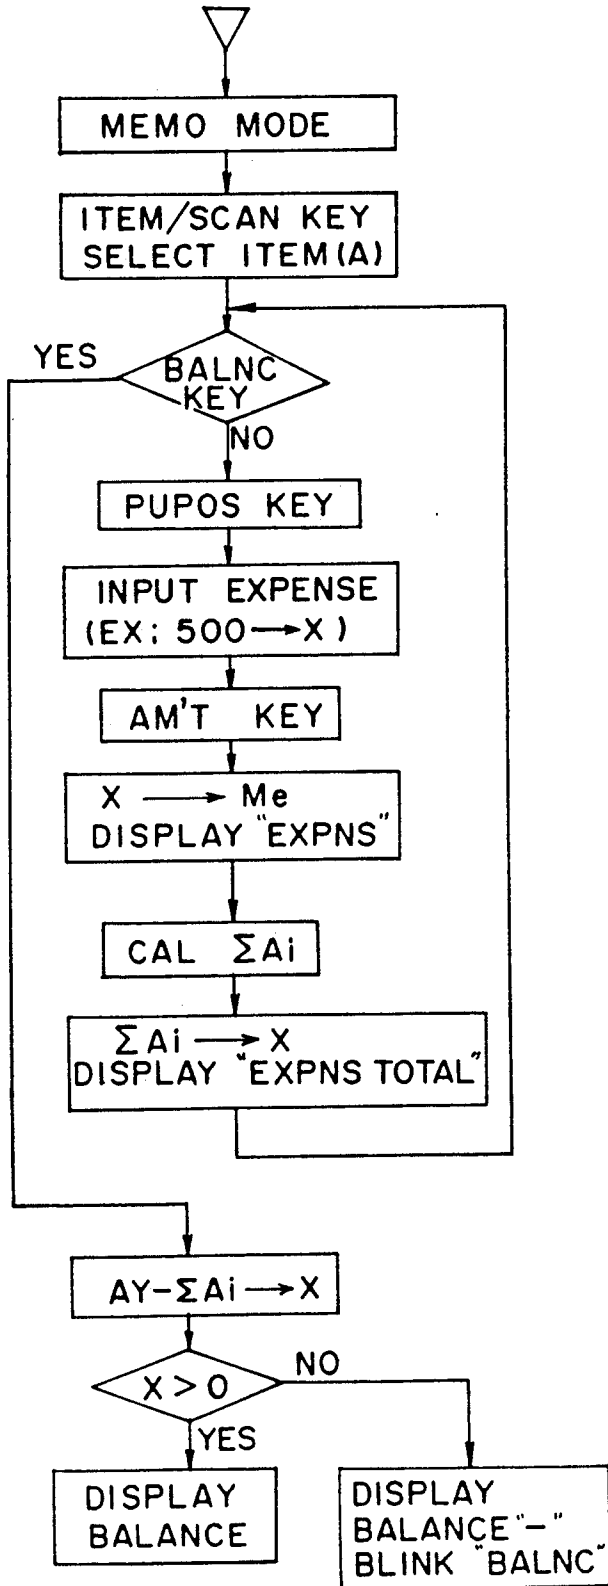 MEMO MODE
ITEM/SCAN KEY
SELECT ITEM(A)
YES
BALNC
KEY
NO
PUPOS KEY
INPUT EXPENSE
(EX: 500→X)
AM'T KEY
X → Me
DISPLAY "EXPNS"
CAL ΣAi
ΣAi → X
DISPLAY "EXPNS TOTAL"
AY-ΣAi→X
X>0
NO
YES
DISPLAY
BALANCE
DISPLAY
BALANCE"-"
BLINK "BALNC"